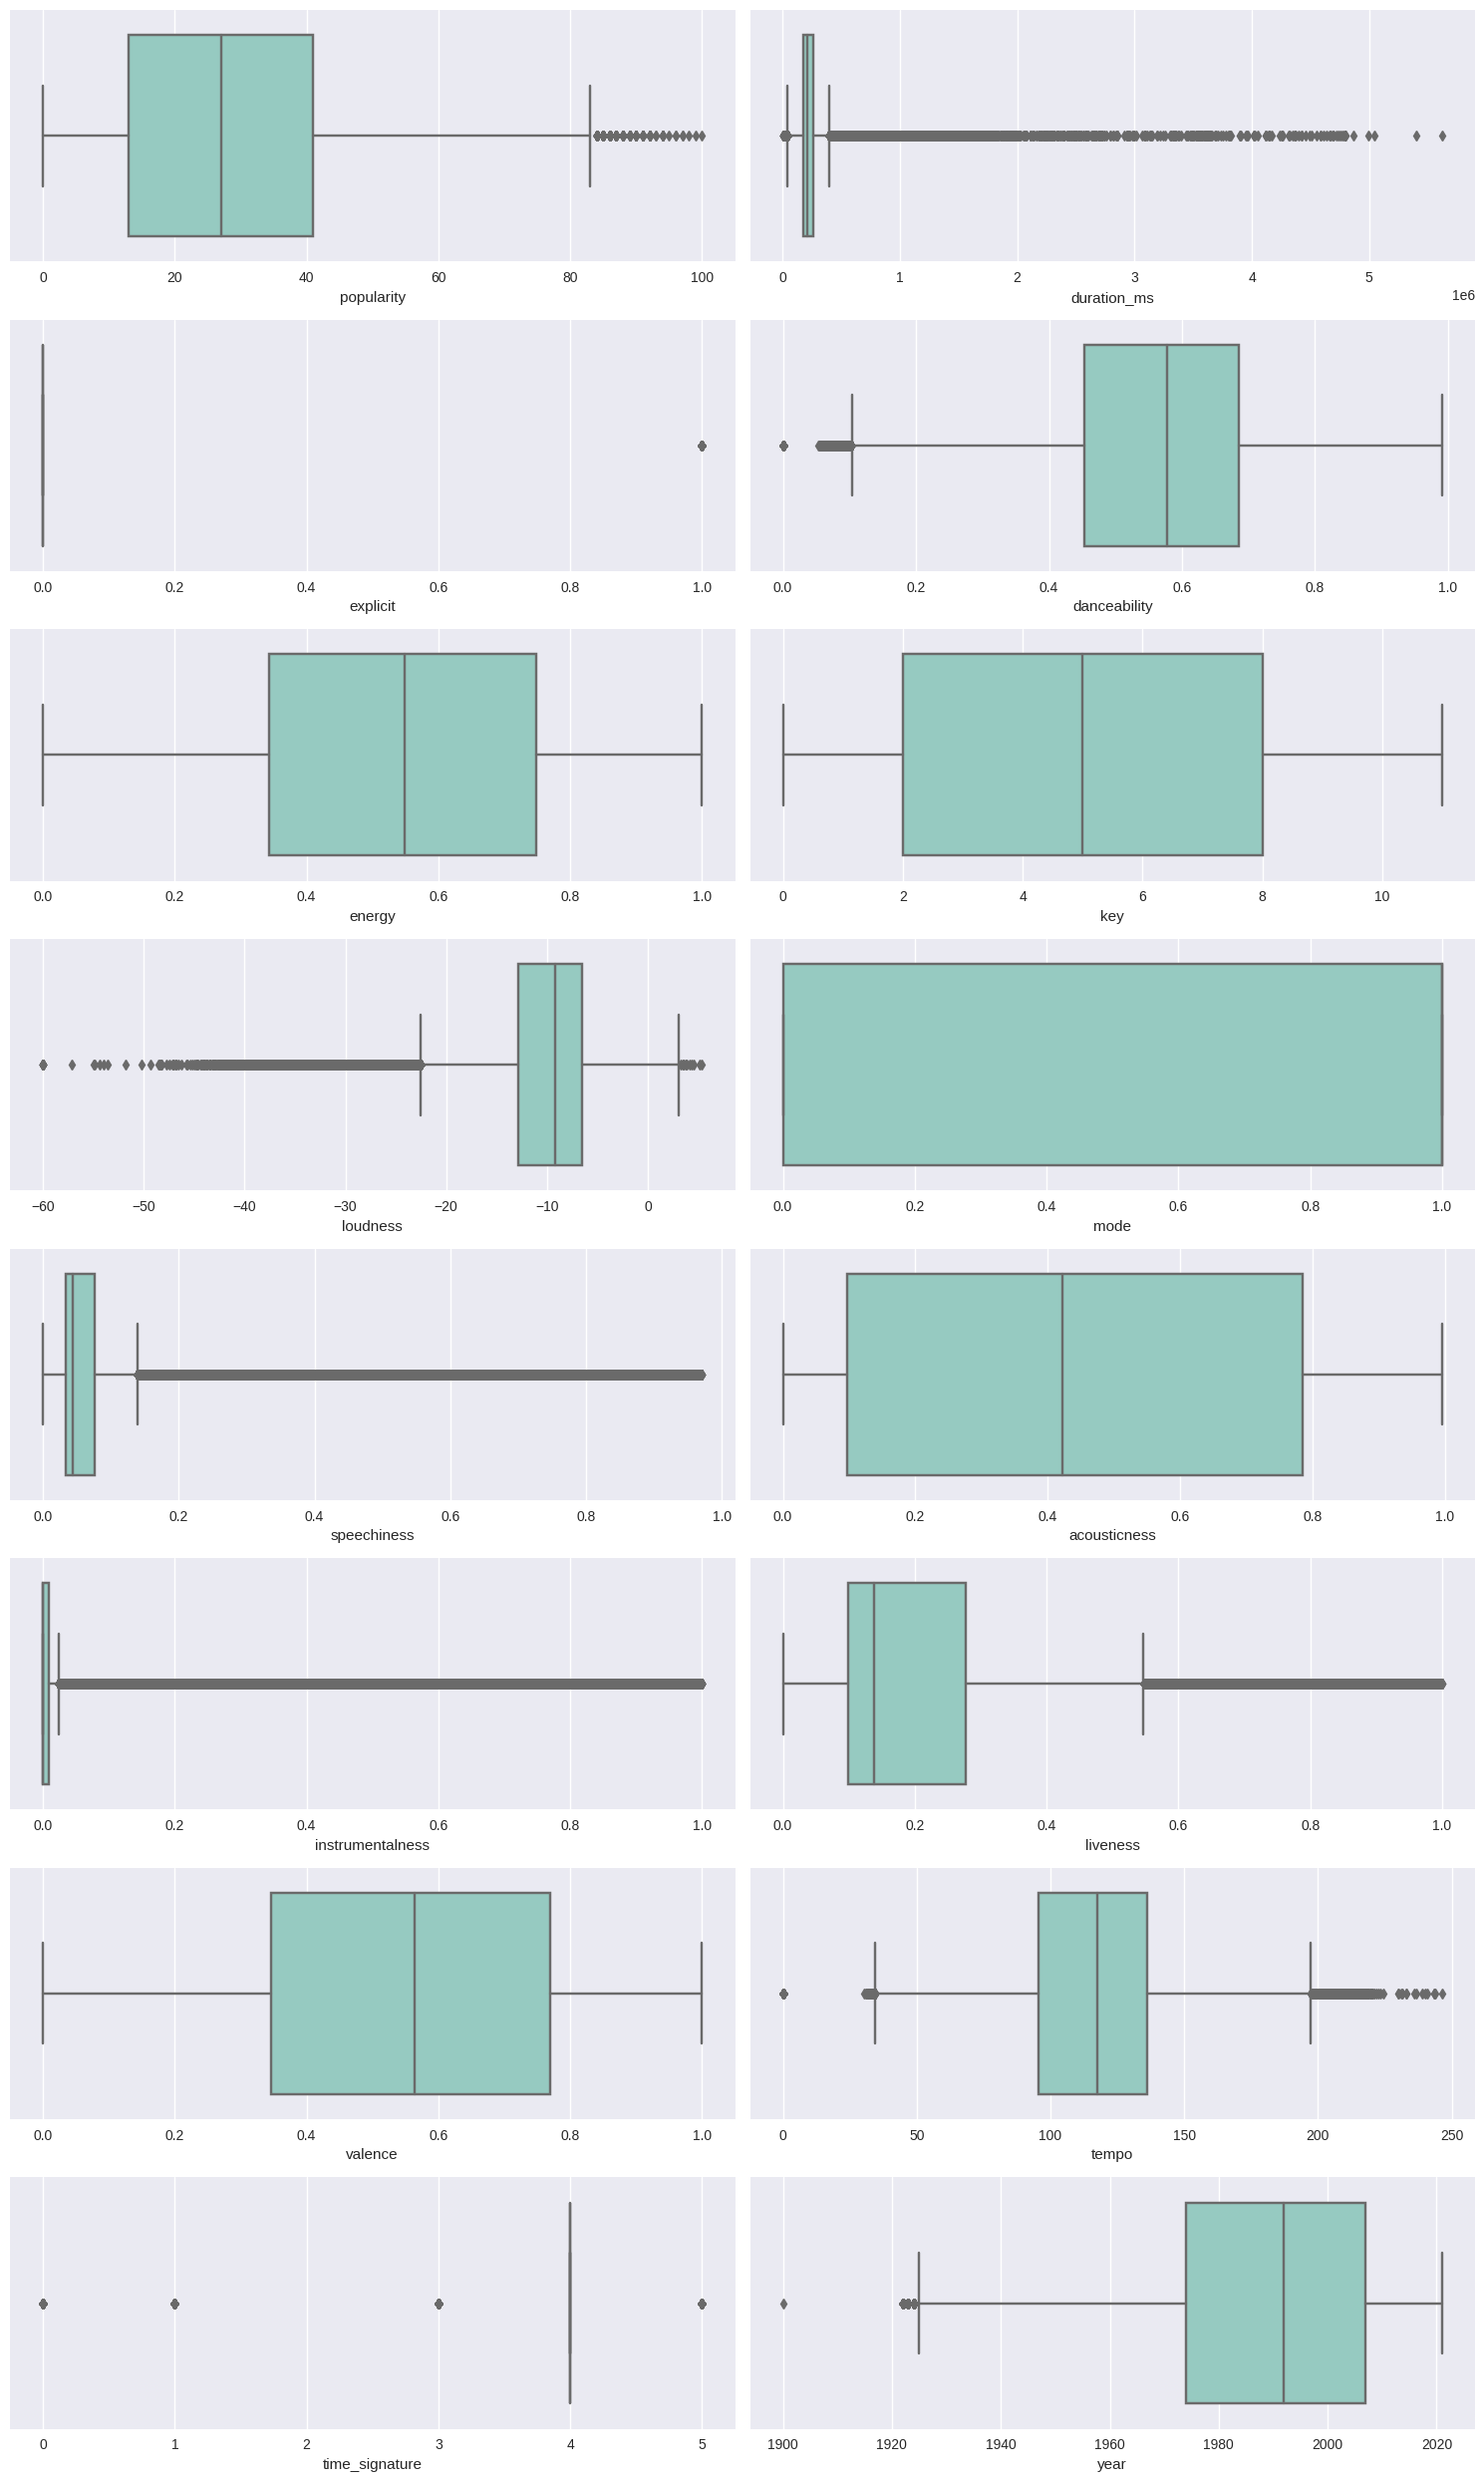 0 20 40 60 80 100
popularity
0 1 2 3 4 5
1e6
duration_ms
0.0 0.2 0.4 0.6 0.8 1.0
explicit
0.0 0.2 0.4 0.6 0.8 1.0
danceability
0.0 0.2 0.4 0.6 0.8 1.0
energy
0 2 4 6 8 10
key
−60 −50 −40 −30 −20 −10 0
loudness
0.0 0.2 0.4 0.6 0.8 1.0
mode
0.0 0.2 0.4 0.6 0.8 1.0
speechiness
0.0 0.2 0.4 0.6 0.8 1.0
acousticness
0.0 0.2 0.4 0.6 0.8 1.0
instrumentalness
0.0 0.2 0.4 0.6 0.8 1.0
liveness
0.0 0.2 0.4 0.6 0.8 1.0
valence
0 50 100 150 200 250
tempo
0 1 2 3 4 5
time_signature
1900 1920 1940 1960 1980 2000 2020
year